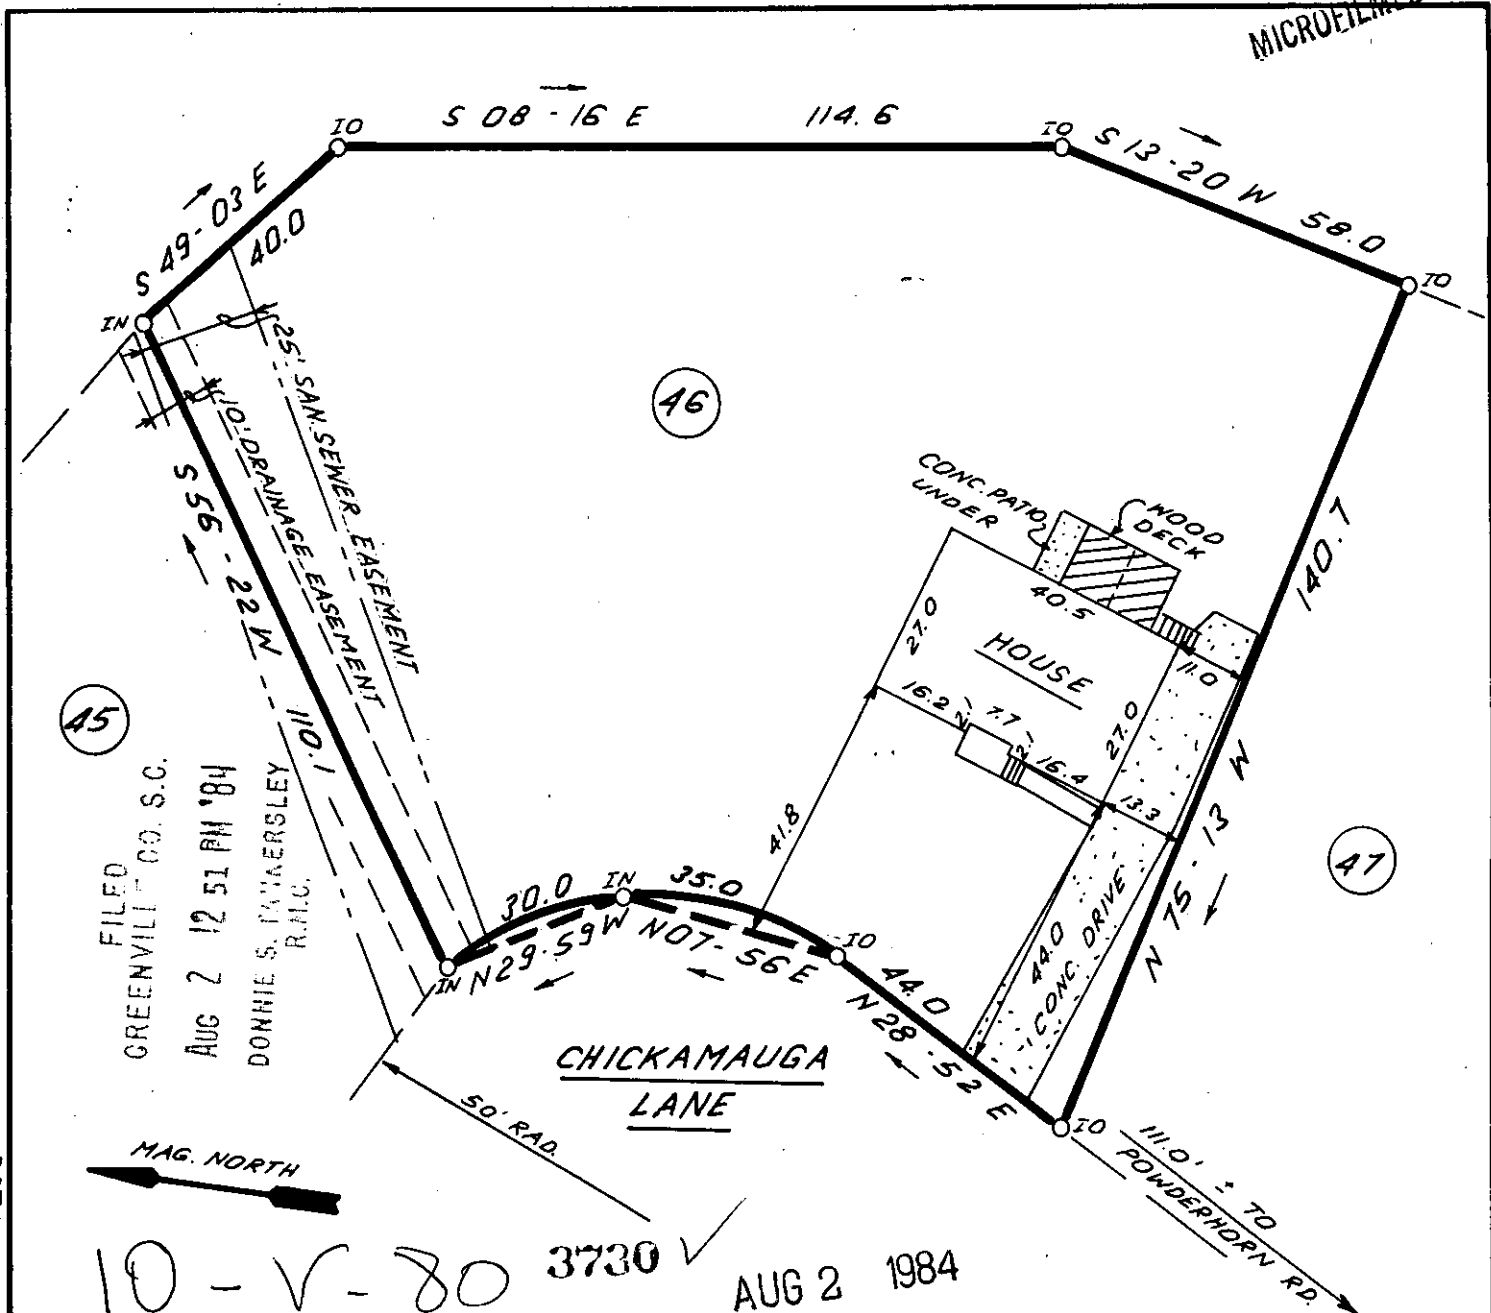 S 08-16 E 114.6
IO
IO
S 13-20 W 58.0
IO
S 49-03 E
40.0
IN
25' SAN. SEWER EASEMENT
10' DRAINAGE EASEMENT
S 56-22 W 110.1
46
45
47
CONC. PATIO
UNDER
WOOD
DECK
140.7
N 75-13 W
40.5
27.0
HOUSE
11.0
16.2
2
7.7
2
16.4
27.0
13.3
41.8
44.0
CONC. DRIVE
30.0
IN
35.0
IO
N 29-59 W
N 07-56 E
IN
44.0
N 28-52 E
IO
CHICKAMAUGA
LANE
50' RAD.
111.0' ± TO
POWDERHORN RD.
FILED
GREENVILLE CO. S.C.
AUG 2 12 51 PM '84
DONNIE S.
R.M.C.
MAG. NORTH
10-V-80
3730
AUG 2 1984